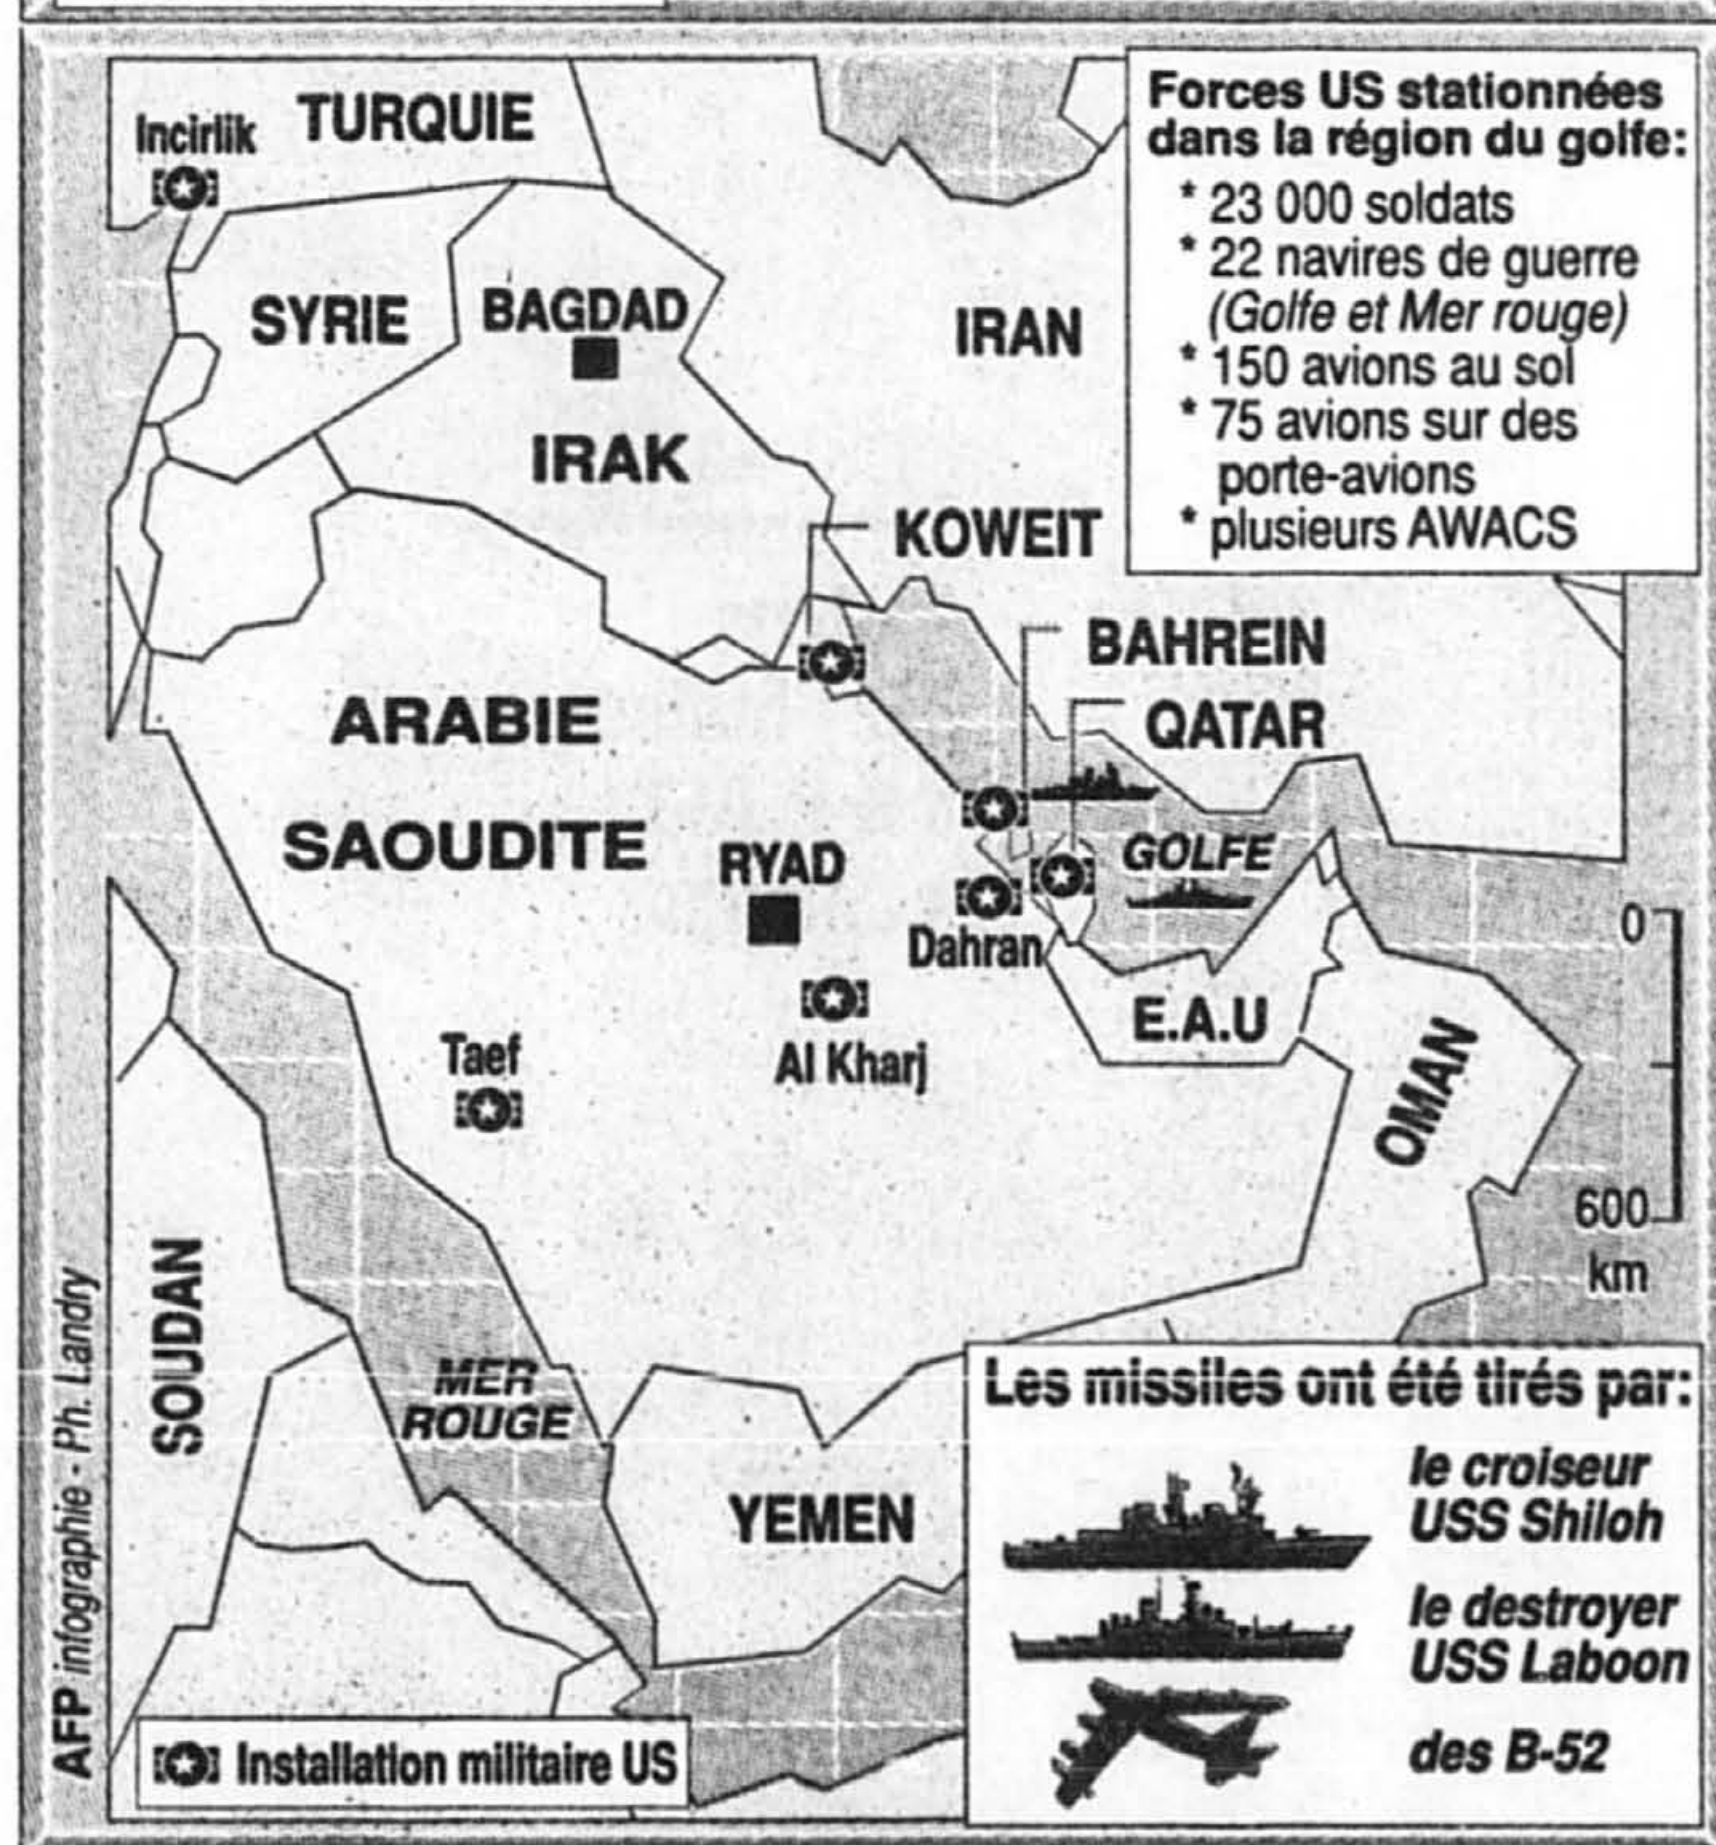 Forces US stationnées
dans la région du golfe:
* 23 000 soldats
* 22 navires de guerre
(Golfe et Mer rouge)
* 150 avions au sol
* 75 avions sur des
porte-avions
* plusieurs AWACS
Incirlik
TURQUIE
SYRIE
BAGDAD
IRAN
IRAK
KOWEIT
BAHREIN
QATAR
ARABIE
SAOUDITE
RYAD
GOLFE
Dahran
E.A.U
OMAN
Taef
Al Kharj
0
600
km
SOUDAN
MER
ROUGE
YEMEN
Les missiles ont été tirés par:
le croiseur
USS Shiloh
le destroyer
USS Laboon
des B-52
Installation militaire US
AFP infographie - Ph. Landry